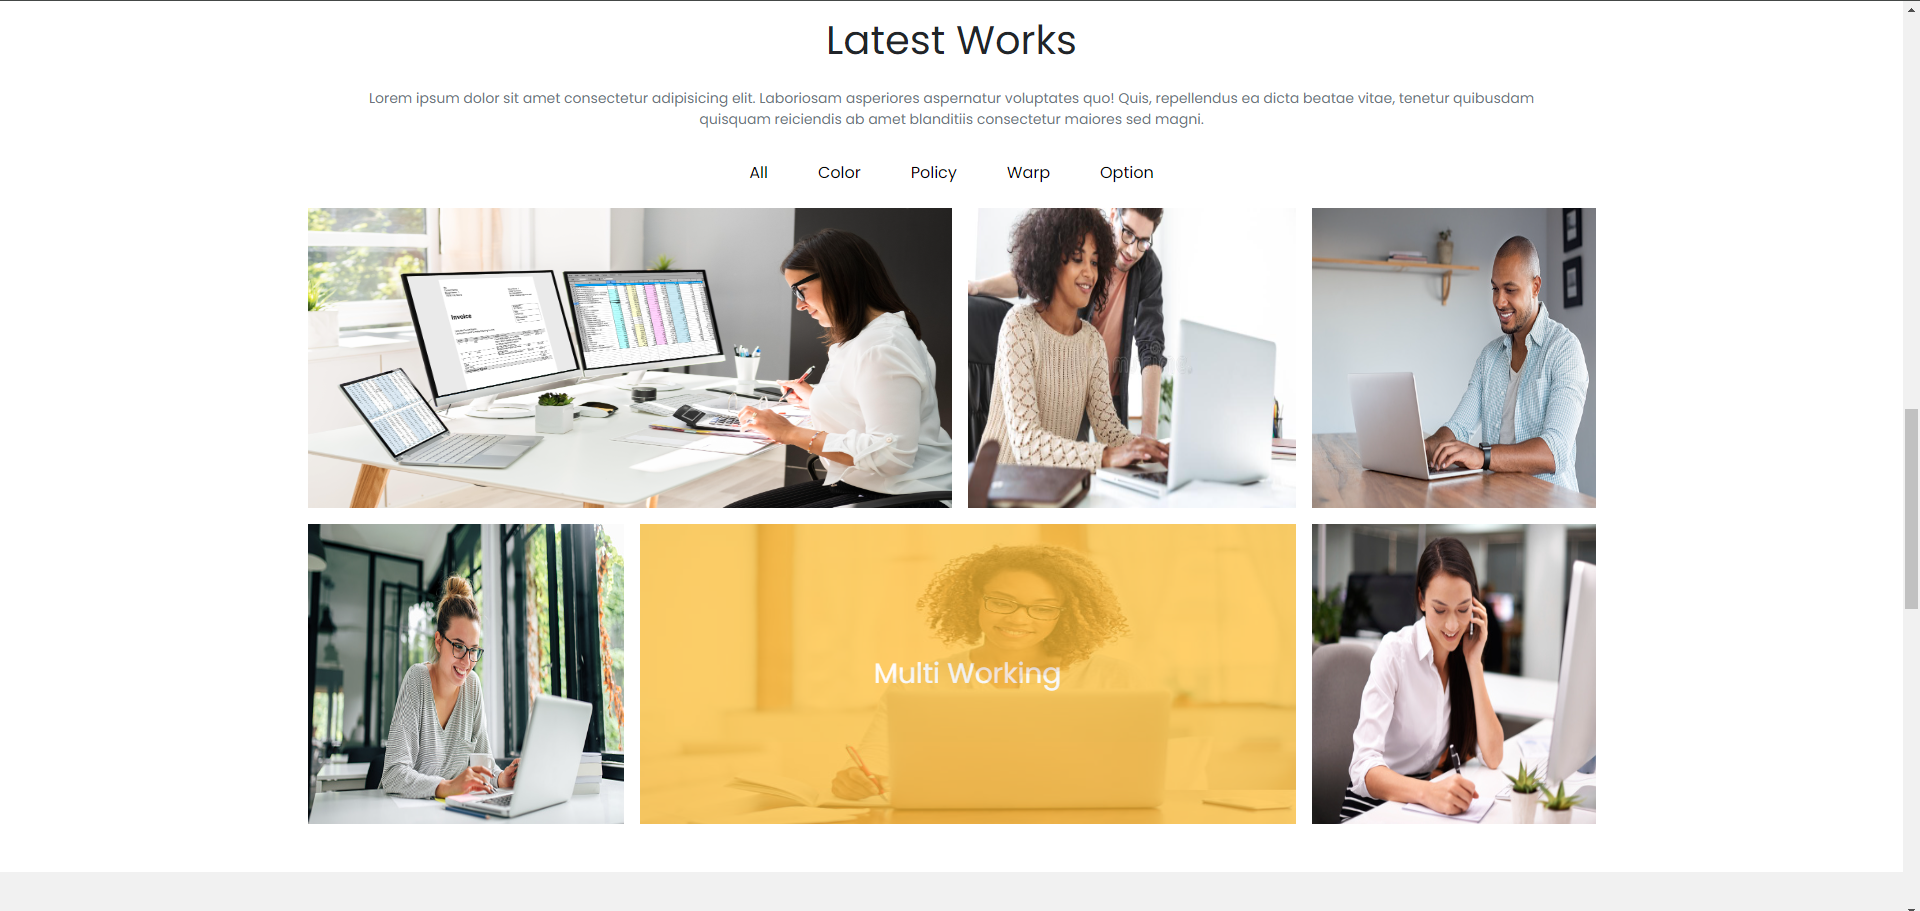 Latest Works
Lorem ipsum dolor sit amet consectetur adipisicing elit. Laboriosam asperiores aspernatur voluptates quo! Quis, repellendus ea dicta beatae vitae, tenetur quibusdam
quisquam reiciendis ab amet blanditiis consectetur maiores sed magni.
All Color Policy Warp Option
Invoice
Multi Working